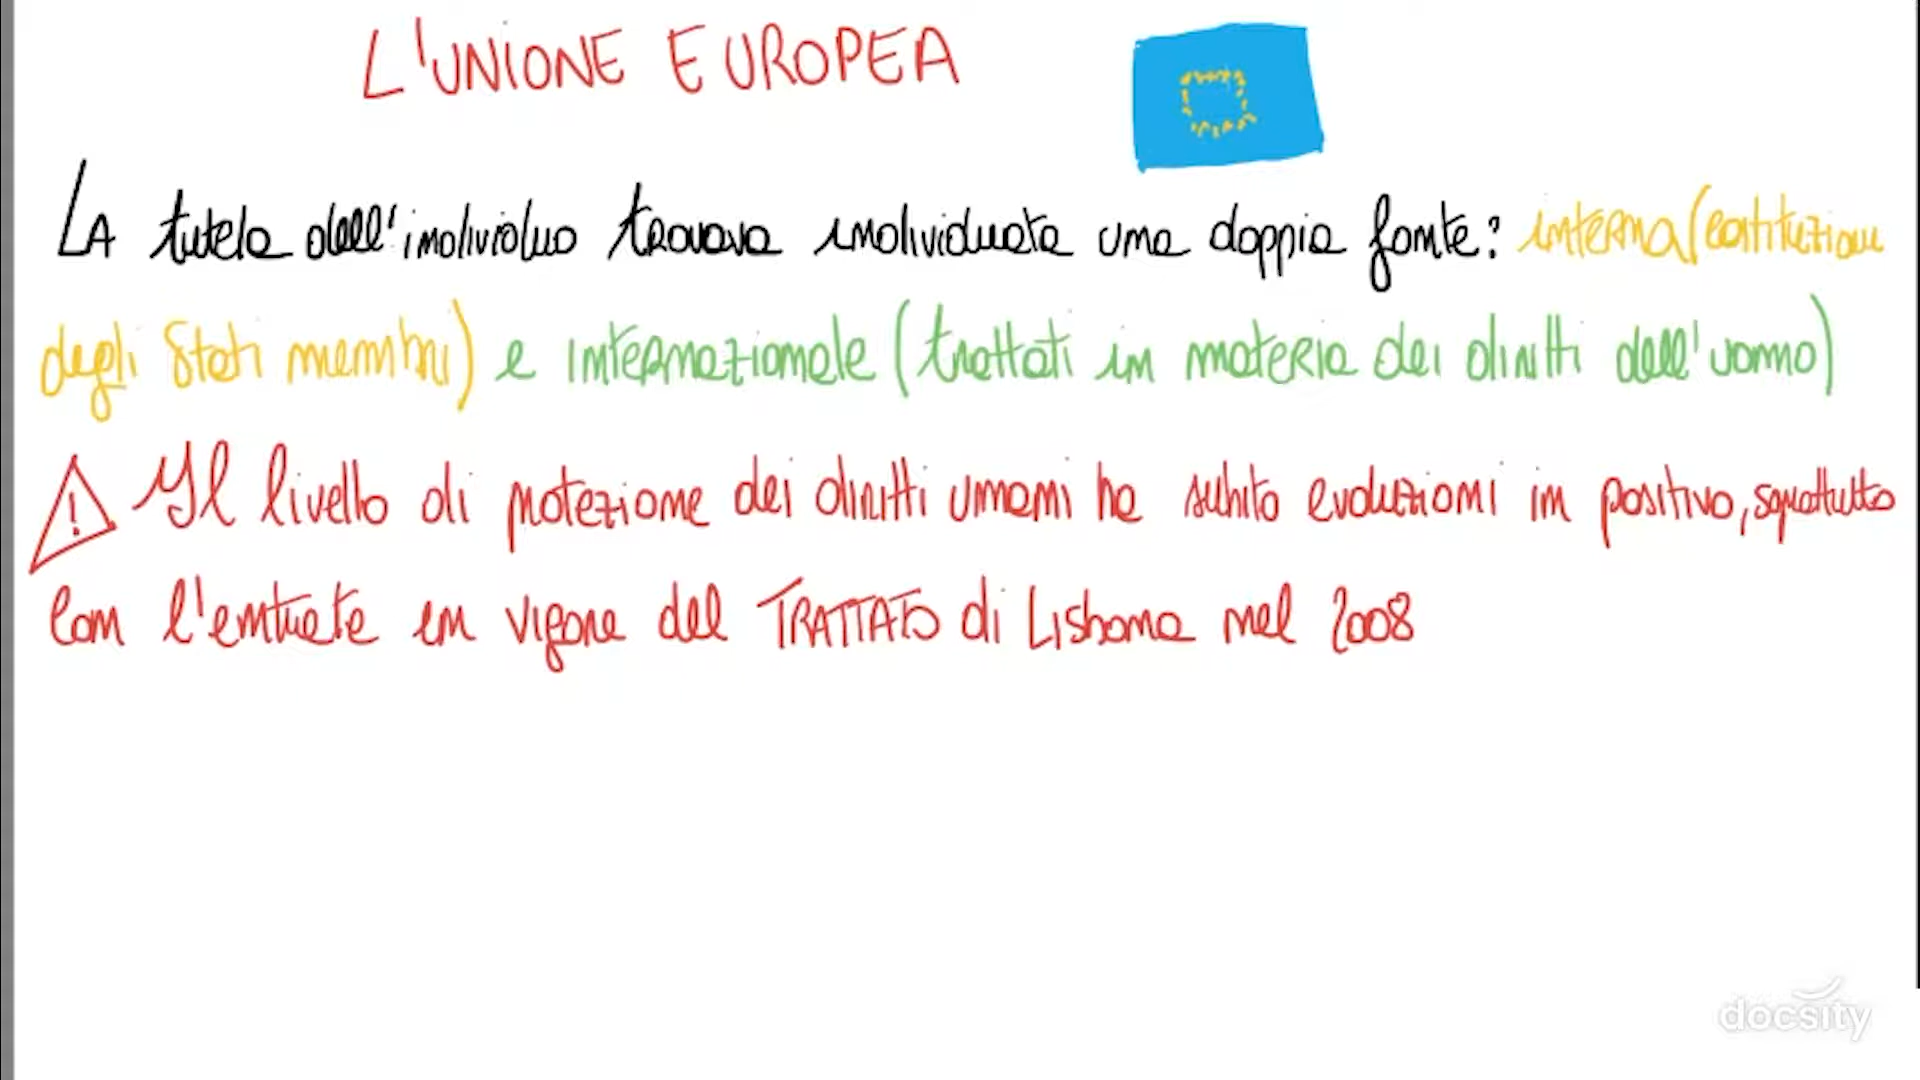 L'UNIONE EUROPEA
LA tutela dell'individuo trovava individuata una doppia fonte: interna (costituzioni
degli Stati membri) e internazionale (trattati in materia dei diritti dell'uomo)
! Il livello di protezione dei diritti umani ha subito evoluzioni in positivo, soprattutto
con l'entrata in vigore del TRATTATO di Lisbona nel 2008
docsity